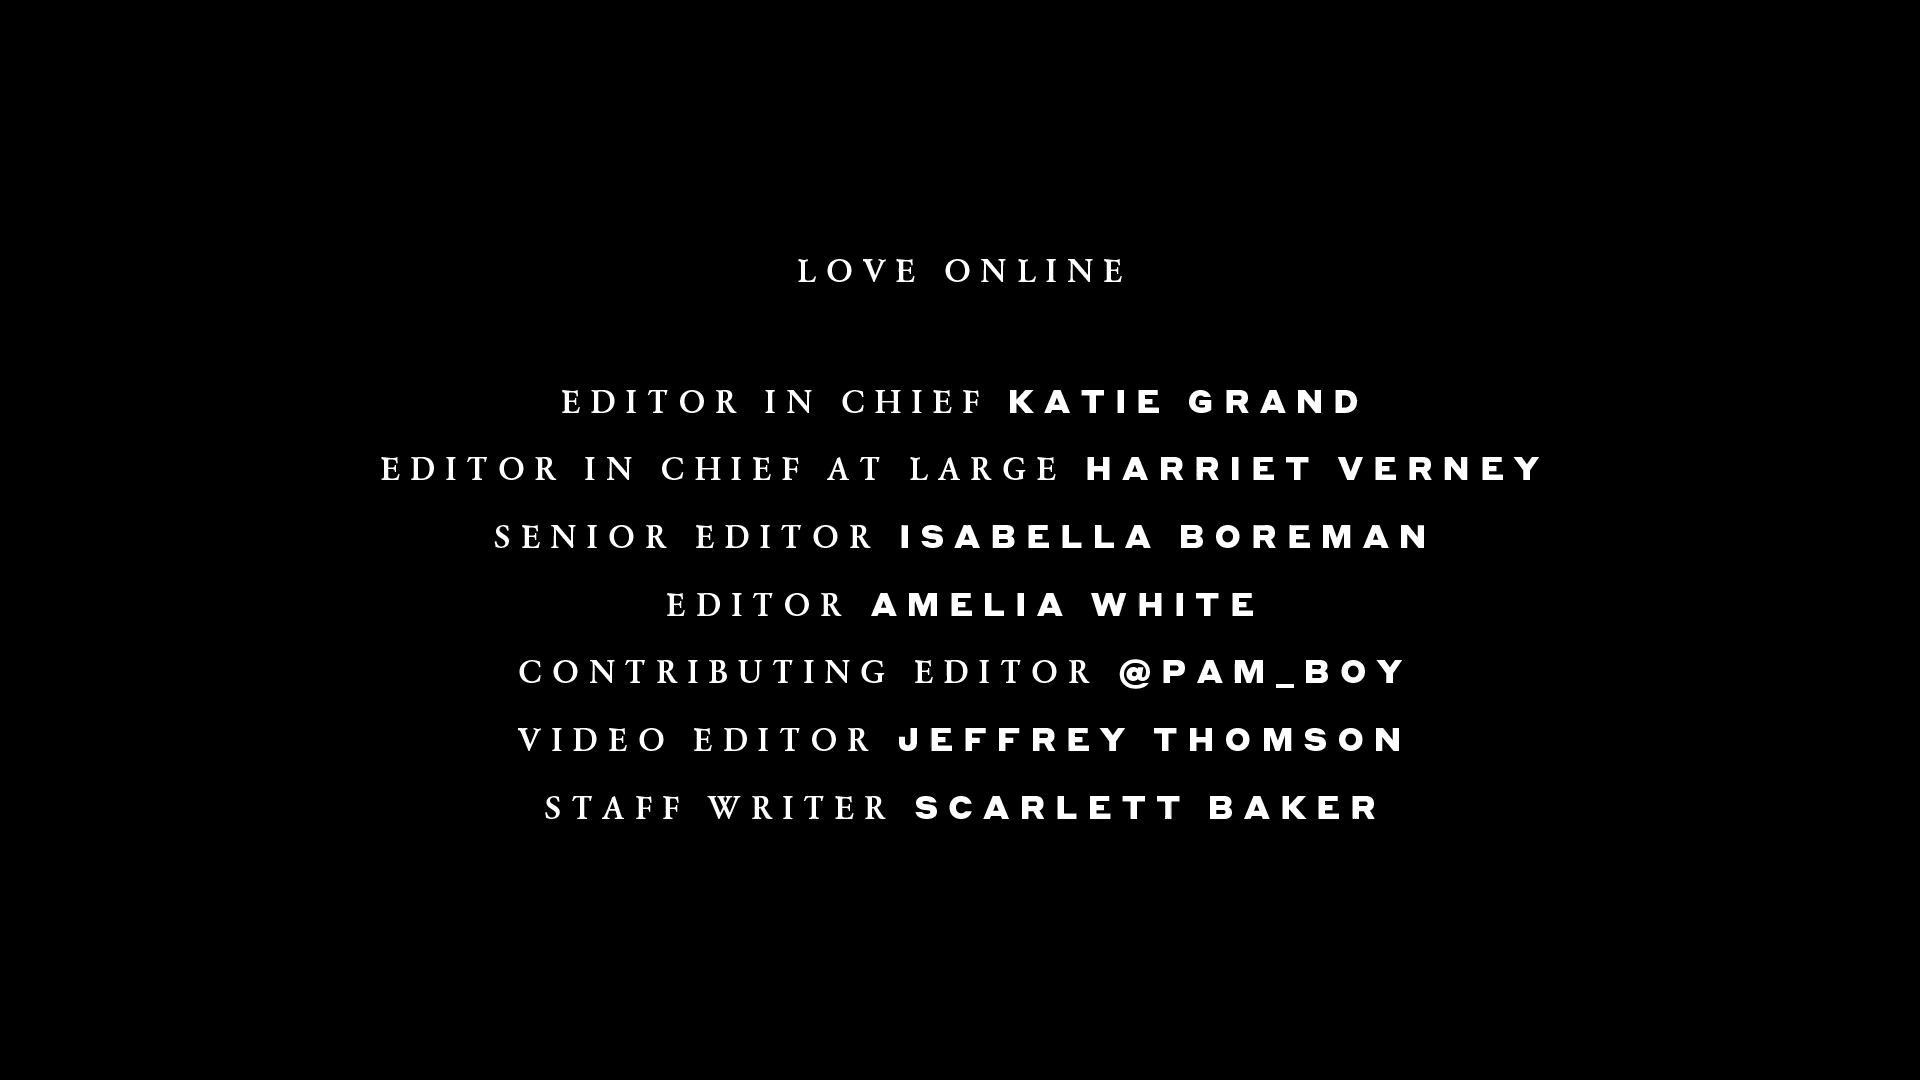 LOVE ONLINE
EDITOR IN CHIEF KATIE GRAND
EDITOR IN CHIEF AT LARGE HARRIET VERNEY
SENIOR EDITOR ISABELLA BOREMAN
EDITOR AMELIA WHITE
CONTRIBUTING EDITOR @PAM_BOY
VIDEO EDITOR JEFFREY THOMSON
STAFF WRITER SCARLETT BAKER